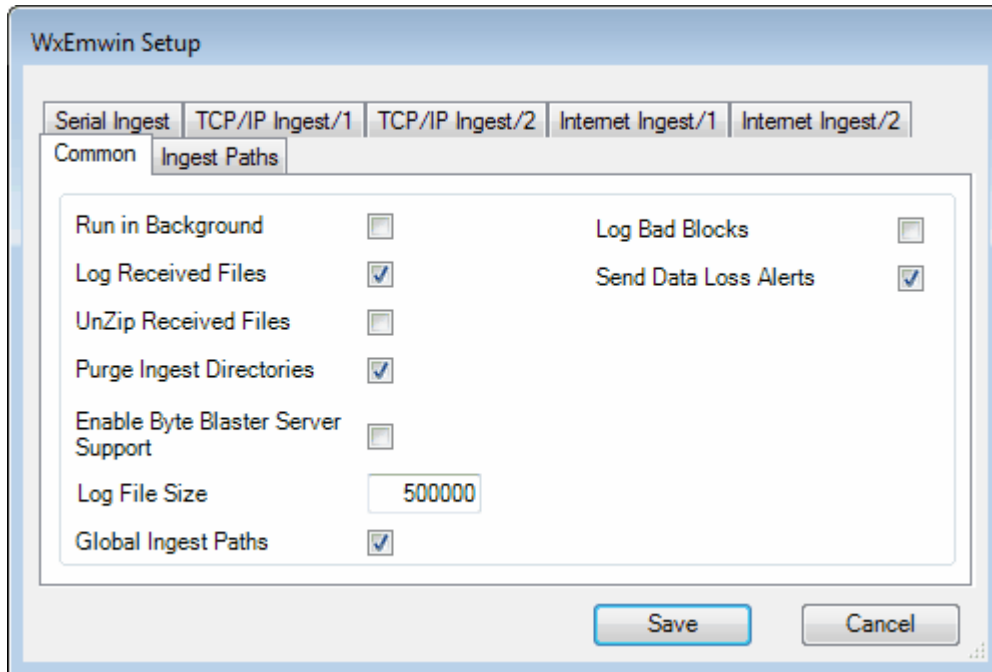 WxEmwin Setup
Serial Ingest TCP/IP Ingest/1 TCP/IP Ingest/2 Internet Ingest/1 Internet Ingest/2
Common Ingest Paths
Run in Background Log Bad Blocks
Log Received Files Send Data Loss Alerts
UnZip Received Files
Purge Ingest Directories
Enable Byte Blaster Server
Support
Log File Size 500000
Global Ingest Paths
Save Cancel